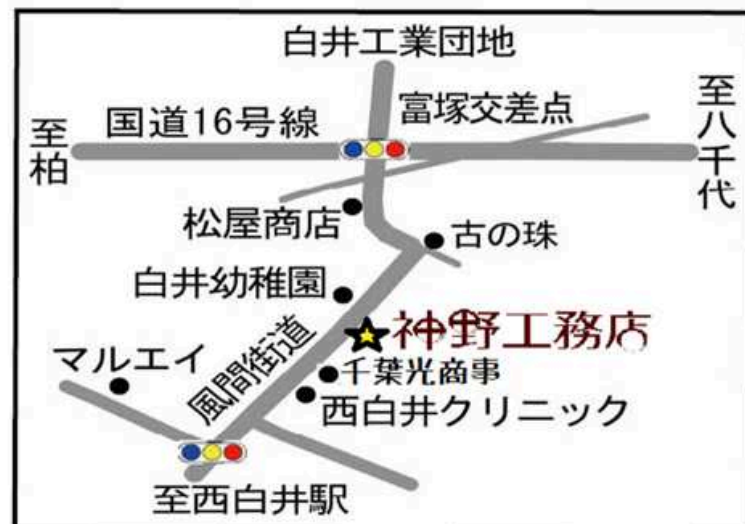 白井工業団地
国道16号線
富塚交差点
至柏
至八千代
松屋商店
古の珠
白井幼稚園
神野工務店
風間街道
マルエイ
千葉光商事
西白井クリニック
至西白井駅